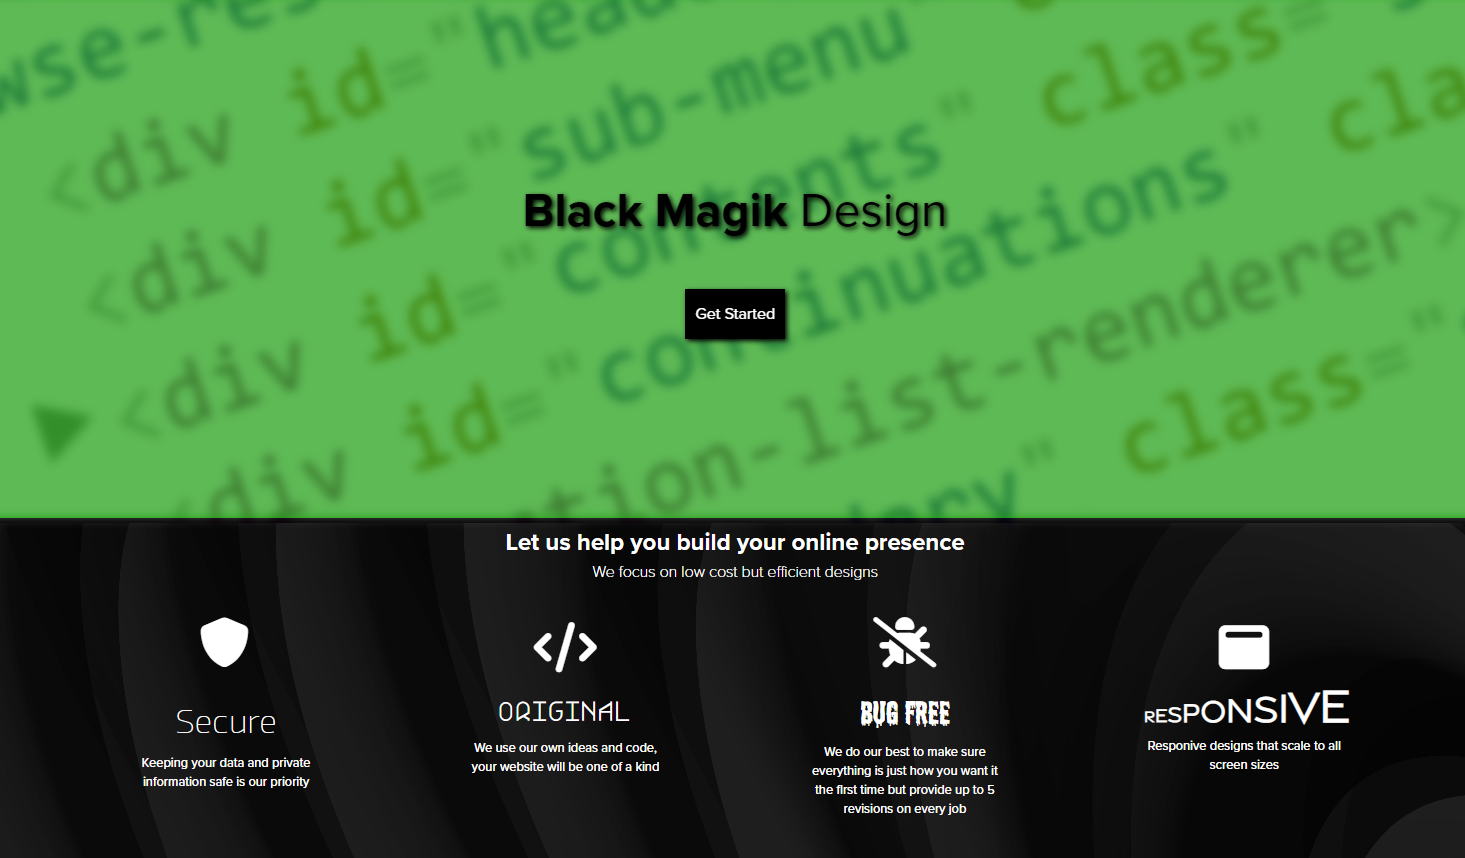 wse-res
<div id="heade
<div id="sub-menu" class=
<div id="contents" cla
<div id="continuations"
<div
tion-list-renderer>
dary" class="
Black Magik Design
Get Started
Let us help you build your online presence
We focus on low cost but efficient designs
Secure
Keeping your data and private
information safe is our priority
ORIGINAL
We use our own ideas and code,
your website will be one of a kind
BUG FREE
We do our best to make sure
everything is just how you want it
the first time but provide up to 5
revisions on every job
RESPONSIVE
Responive designs that scale to all
screen sizes